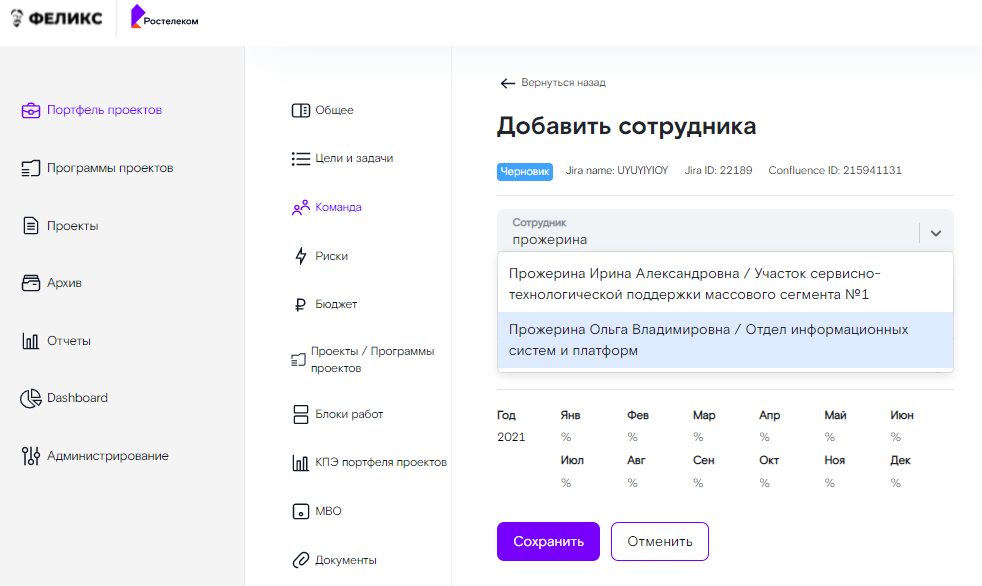 ФЕЛИКС
Ростелеком
Портфель проектов
Программы проектов
Проекты
Архив
Отчеты
Dashboard
Администрирование
Общее
Цели и задачи
Команда
Риски
Бюджет
Проекты / Программы
проектов
Блоки работ
КПЭ портфеля проектов
МВО
Документы
Вернуться назад
Добавить сотрудника
Черновик Jira name: UYUYIYIOY Jira ID: 22189 Confluence ID: 215941131
Сотрудник
прожерина
Прожерина Ирина Александровна / Участок сервисно-
технологической поддержки массового сегмента №1
Прожерина Ольга Владимировна / Отдел информационных
систем и платформ
Год Янв Фев Мар Апр Май Июн
2021 % % % % % %
Июл Авг Сен Окт Ноя Дек
% % % % % %
Сохранить Отменить